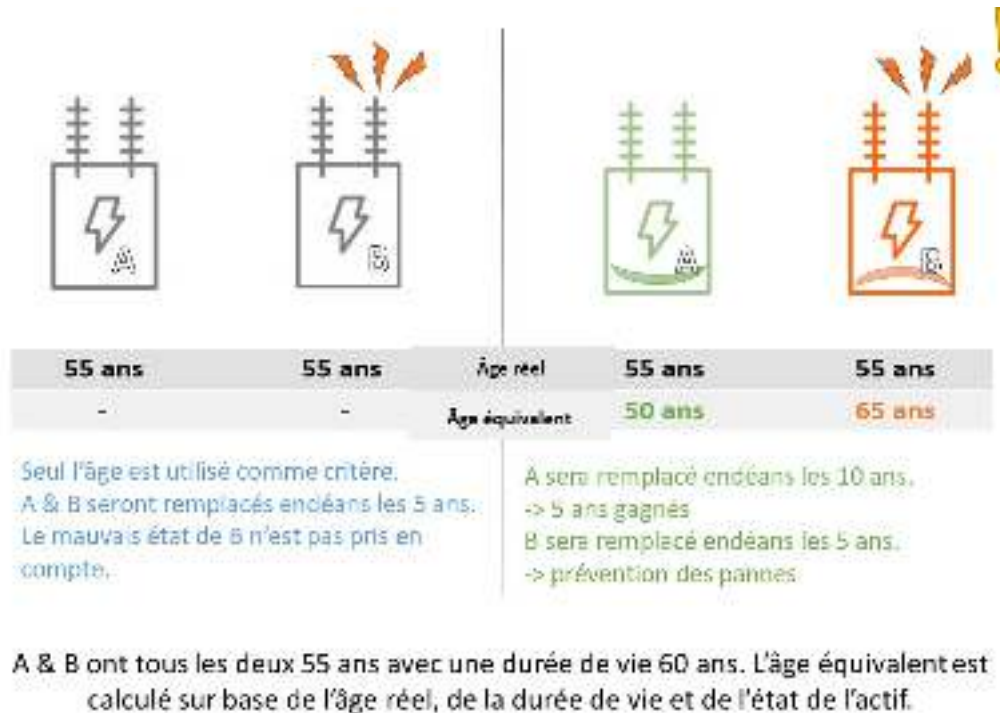 A
B
A
B
55 ans 55 ans Âge réel 55 ans 55 ans
- - Âge équivalent 50 ans 65 ans
Seul l'âge est utilisé comme critère.
A & B seront remplacés endéans les 5 ans.
Le mauvais état de B n'est pas pris en
compte.
A sera remplacé endéans les 10 ans.
-> 5 ans gagnés
B sera remplacé endéans les 5 ans.
-> prévention des pannes
A & B ont tous les deux 55 ans avec une durée de vie 60 ans. L'âge équivalent est
calculé sur base de l'âge réel, de la durée de vie et de l'état de l'actif.